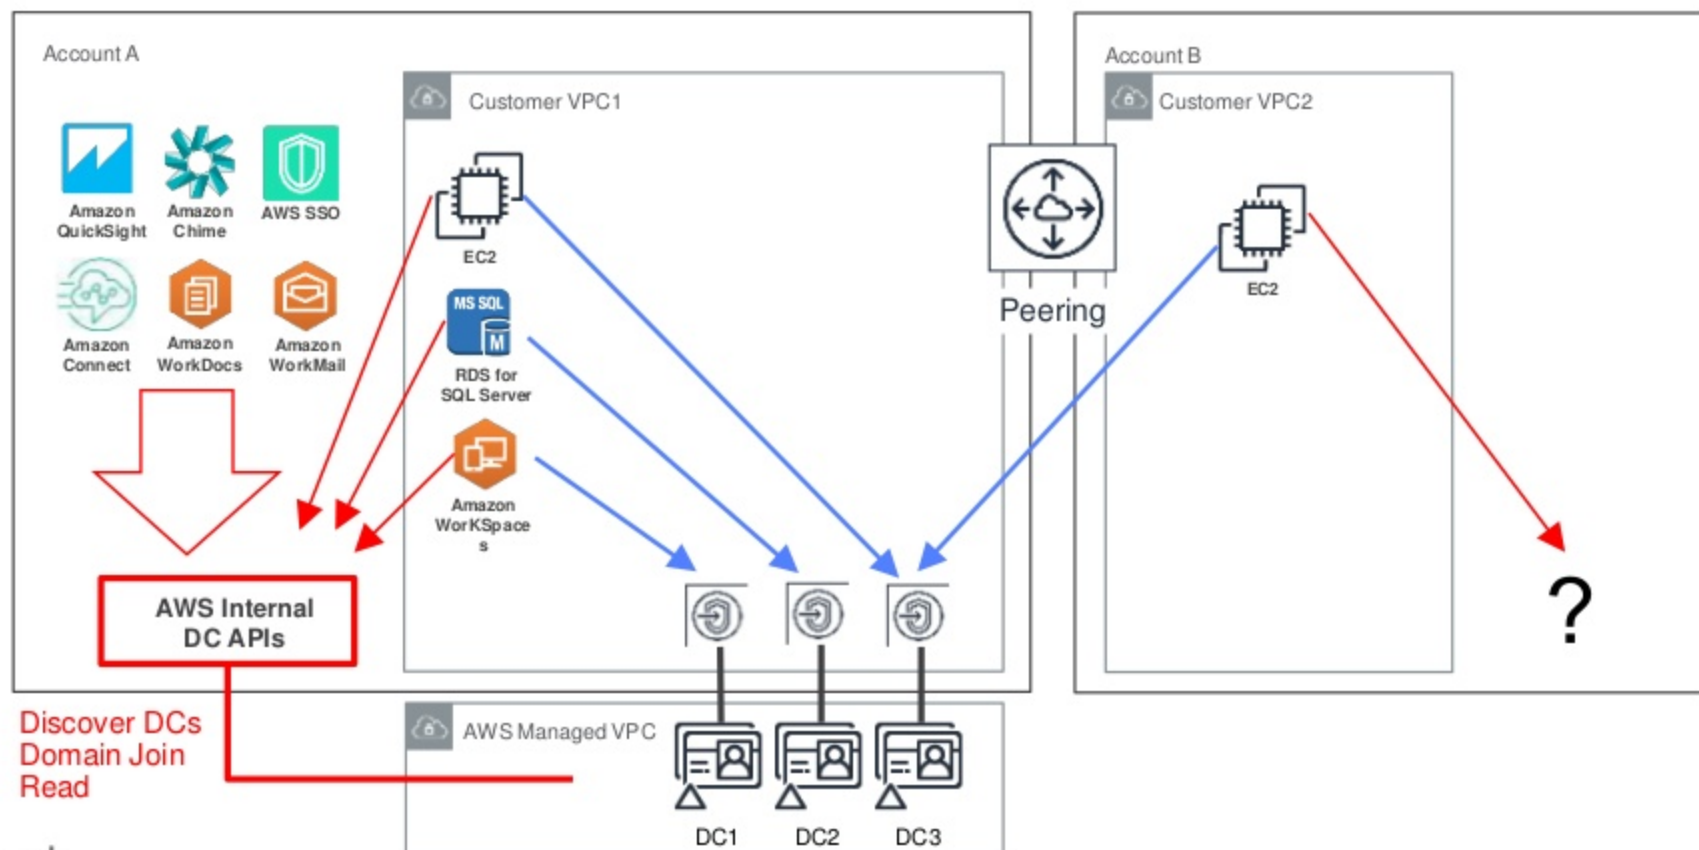 Account A
Account B
Customer VPC1
Customer VPC2
Amazon
QuickSight
Amazon
Chime
AWS SSO
EC2
EC2
Amazon
Connect
Amazon
WorkDocs
Amazon
WorkMail
MS SQL
M
RDS for
SQL Server
Peering
Amazon
WorKSpace
s
AWS Internal
DC APIs
?
Discover DCs
Domain Join
Read
AWS Managed VPC
DC1
DC2
DC3